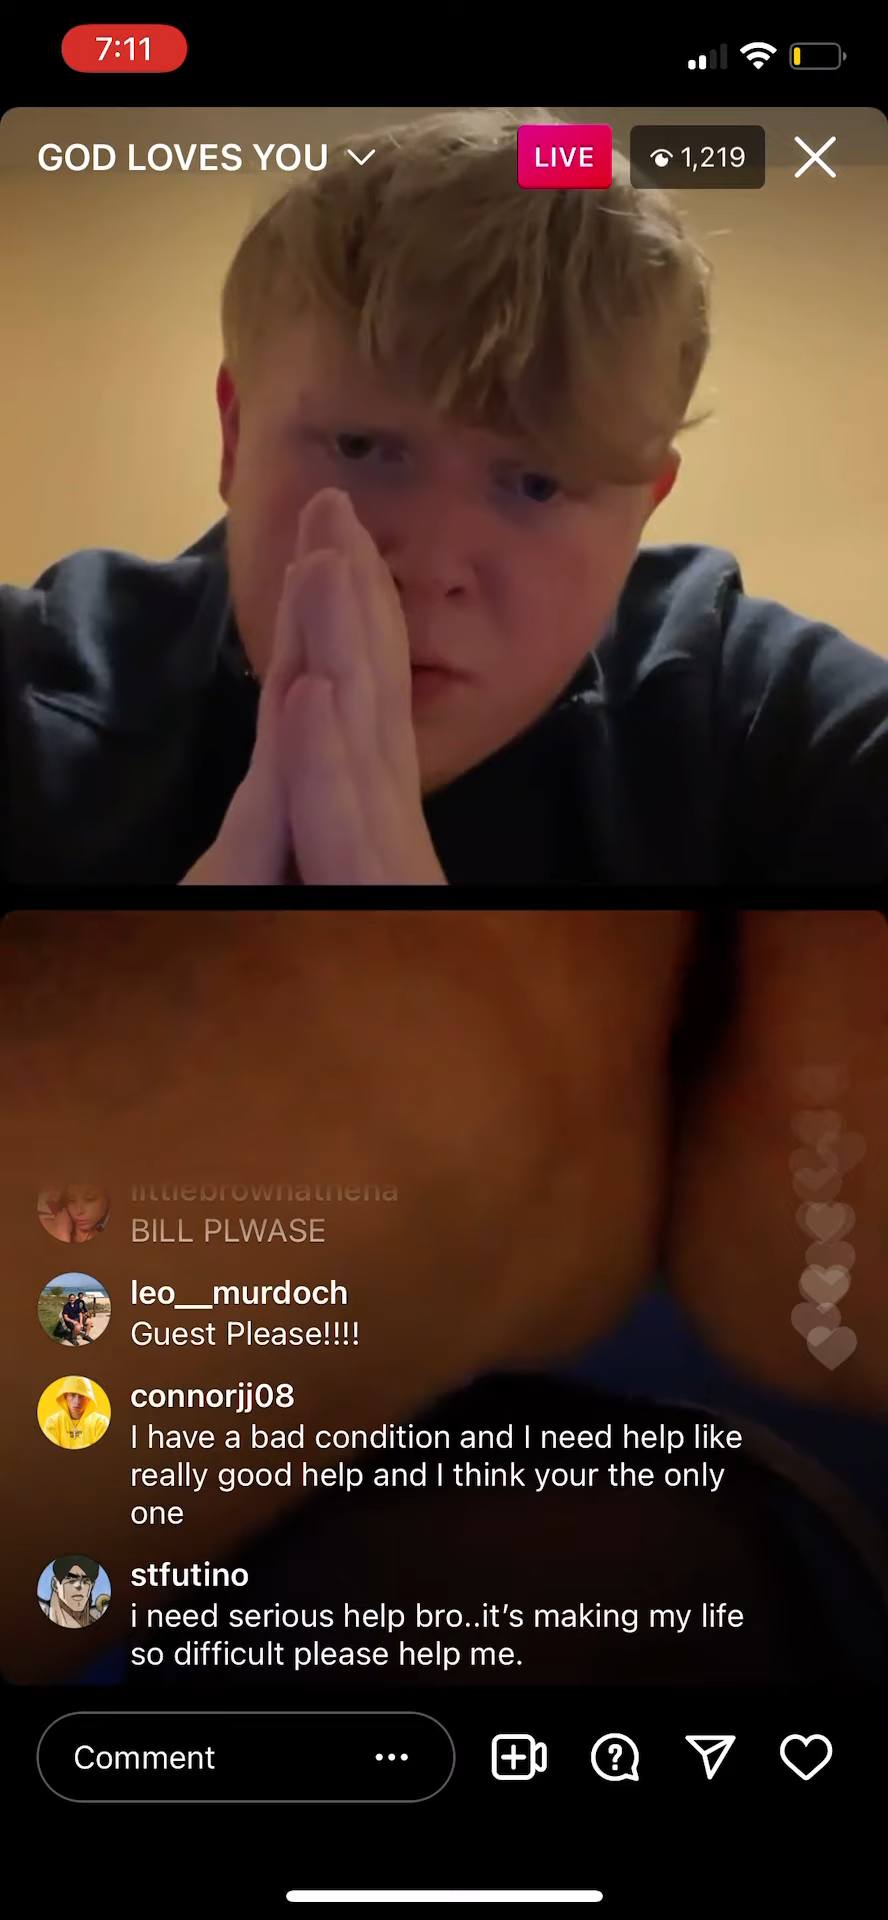 7:11
GOD LOVES YOU
LIVE
1,219
littlebrownathena
BILL PLWASE
leo__murdoch
Guest Please!!!!
connorjj08
I have a bad condition and I need help like
really good help and I think your the only
one
stfutino
i need serious help bro..it’s making my life
so difficult please help me.
Comment